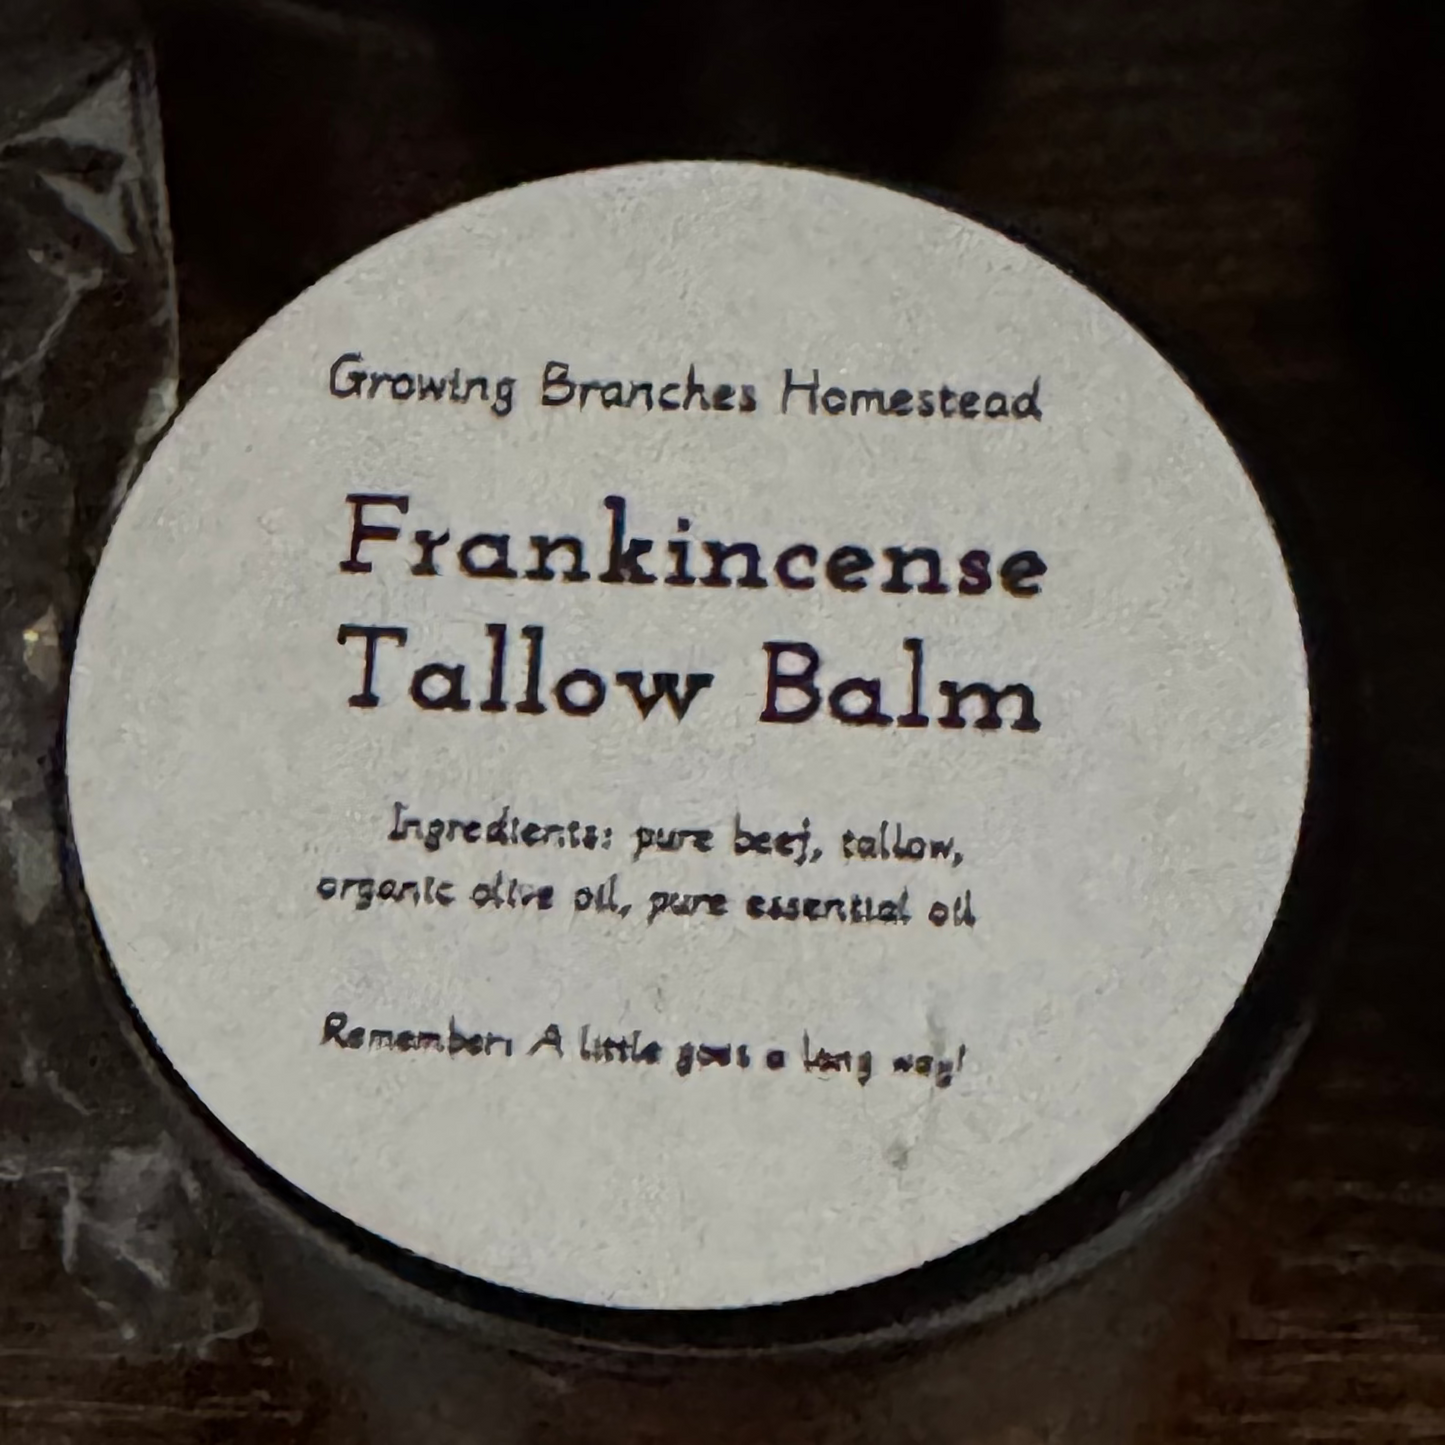 Growing Branches Homestead
Frankincense
Tallow Balm
Ingredients: pure beef, tallow,
organic olive oil, pure essential oil
Remember: A little goes a long way!